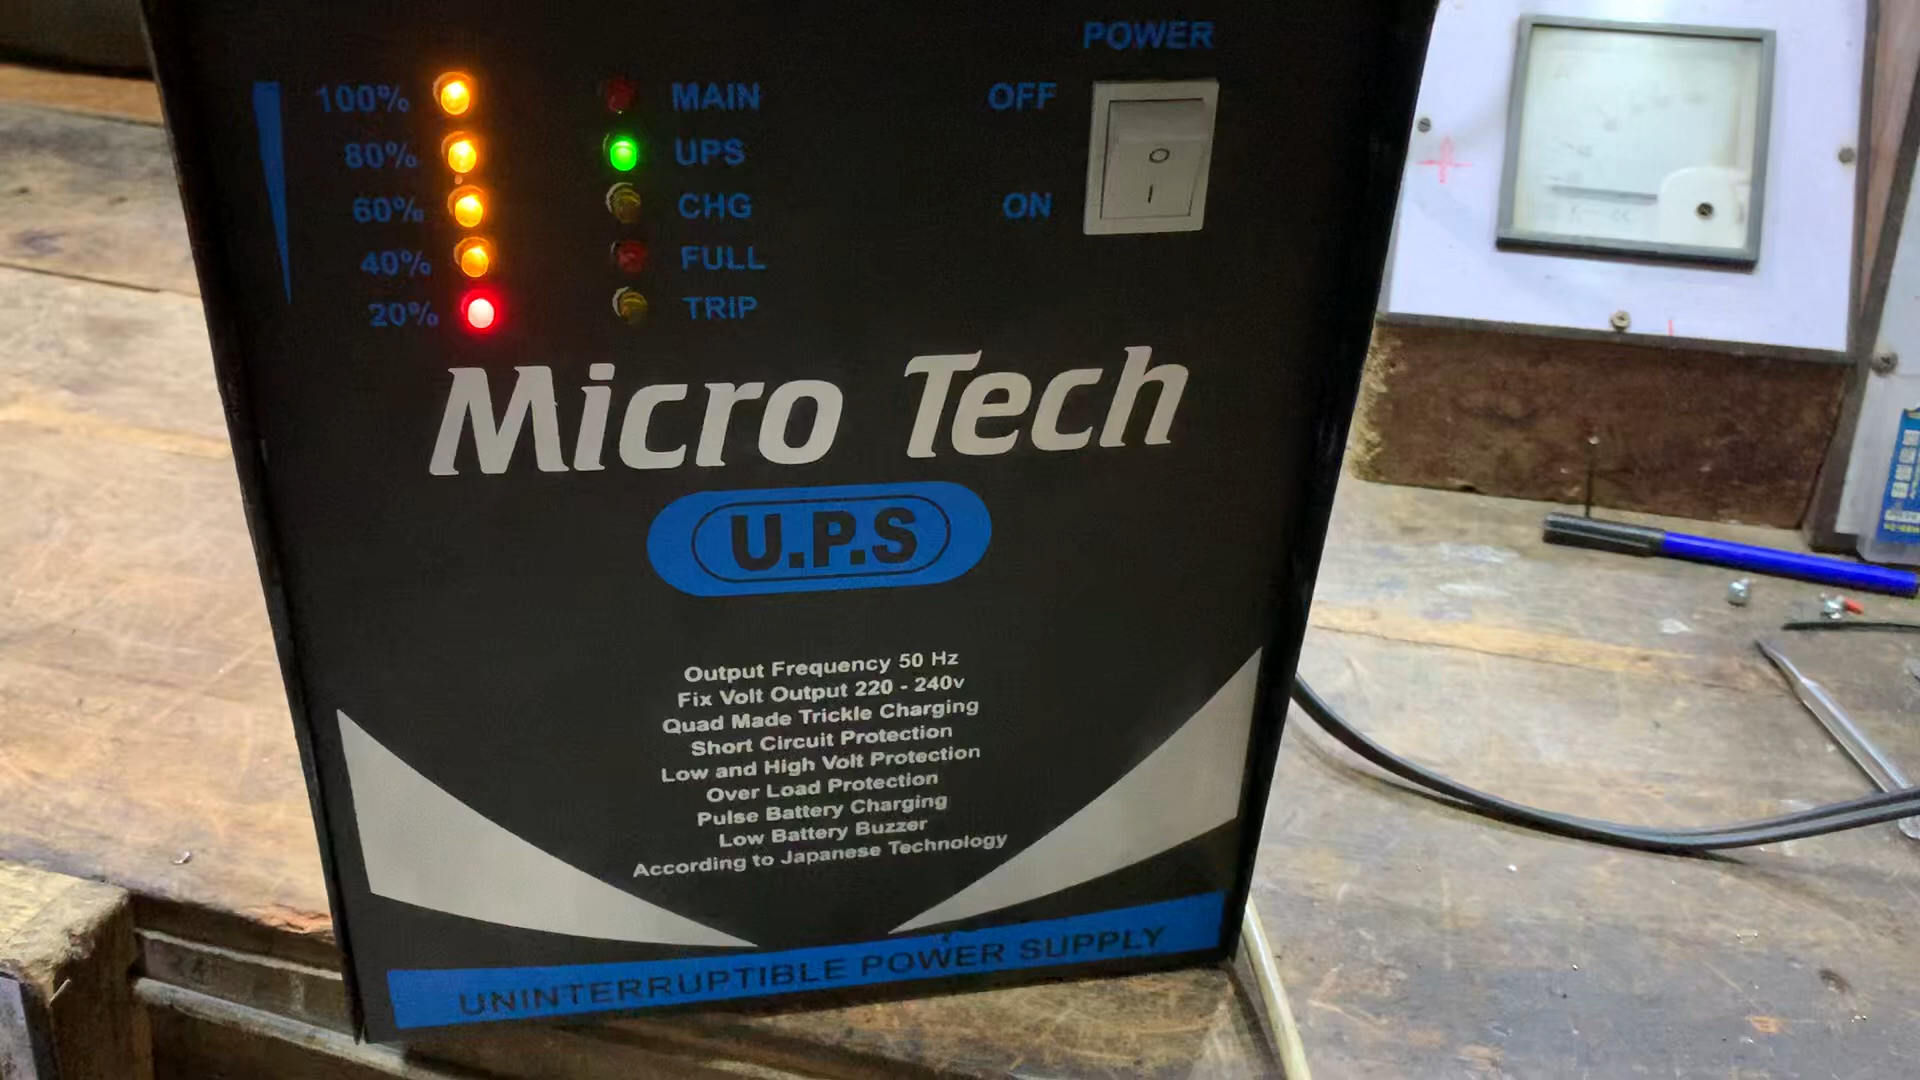 POWER
100% MAIN OFF
80% UPS
60% CHG ON
40% FULL
20% TRIP
Micro Tech
U.P.S
Output Frequency 50 Hz
Fix Volt Output 220 - 240v
Quad Made Trickle Charging
Short Circuit Protection
Low and High Volt Protection
Over Load Protection
Pulse Battery Charging
Low Battery Buzzer
According to Japanese Technology
UNINTERRUPTIBLE POWER SUPPLY